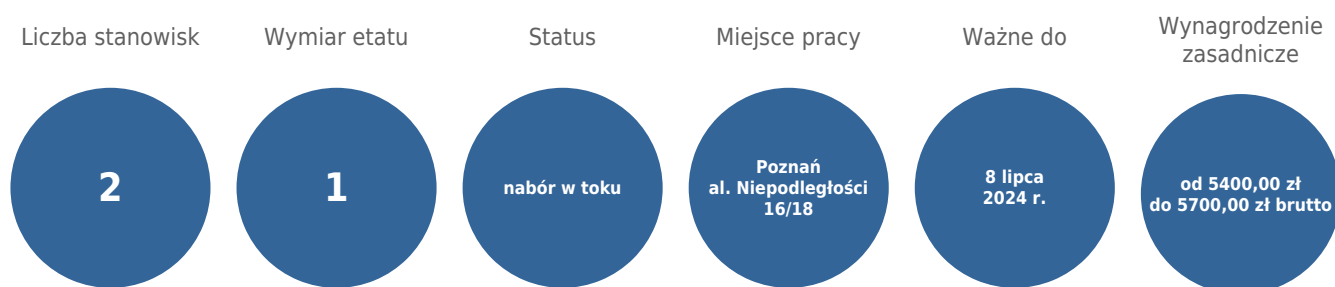 Liczba stanowisk
2
Wymiar etatu
1
Status
nabór w toku
Miejsce pracy
Poznań
al. Niepodległości
16/18
Ważne do
8 lipca
2024 r.
Wynagrodzenie
zasadnicze
od 5400,00 zł
do 5700,00 zł brutto